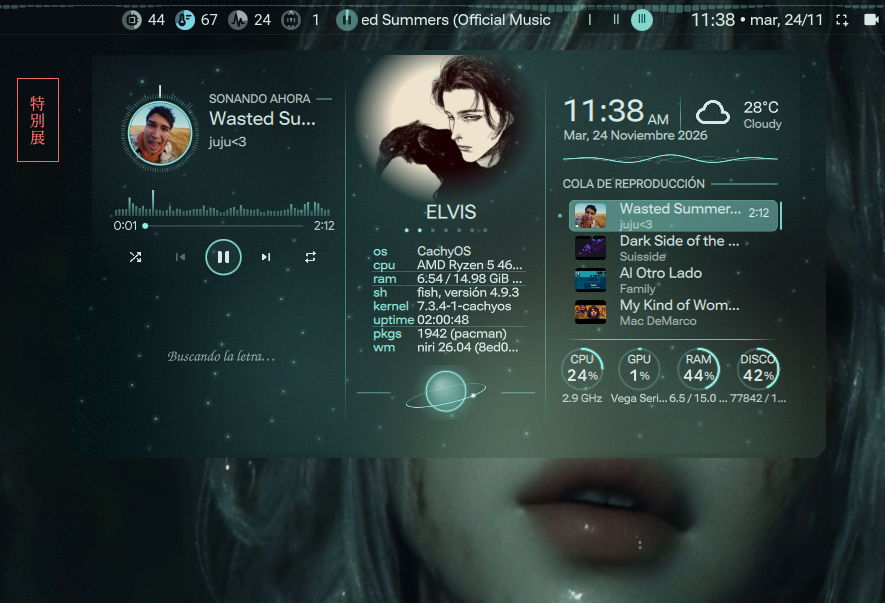 44 67 24 1 ed Summers (Official Music I II III 11:38 • mar, 24/11
特別展
SONANDO AHORA
Wasted Su...
juju<3
0:01 2:12
Buscando la letra...
ELVIS
os CachyOS
cpu AMD Ryzen 5 46...
ram 6.54 / 14.98 GiB ...
sh fish, versión 4.9.3
kernel 7.3.4-1-cachyos
uptime 02:00:48
pkgs 1942 (pacman)
wm niri 26.04 (8ed0...
11:38 AM
Mar, 24 Noviembre 2026
28°C
Cloudy
COLA DE REPRODUCCIÓN
Wasted Summer... 2:12
juju<3
Dark Side of the ...
Suisside
Al Otro Lado
Family
My Kind of Wom...
Mac DeMarco
CPU GPU RAM DISCO
24% 1% 44% 42%
2.9 GHz Vega Seri... 6.5 / 15.0 ... 77842 / 1...